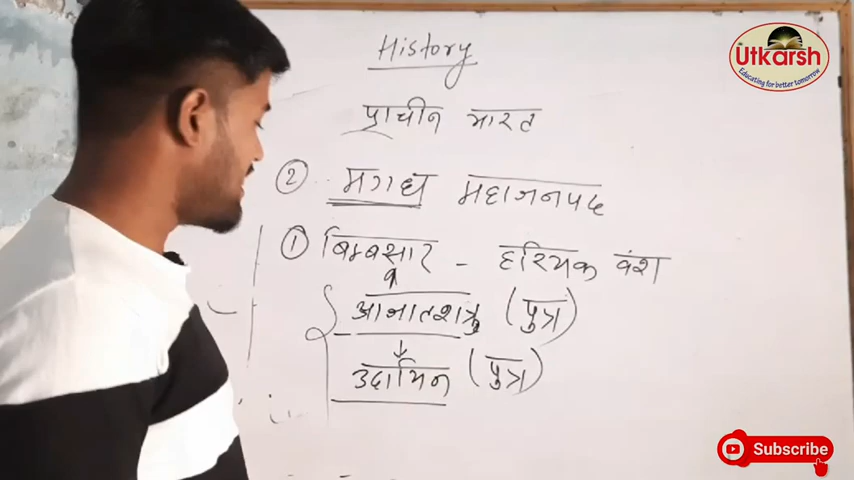 History
प्राचीन भारत
② मगध महाजनपद
① बिम्बसार - हरियक वंश
आजातशत्रु (पुत्र)
उदायिन (पुत्र)
UTKARSH
Educating for better tomorrow
Subscribe